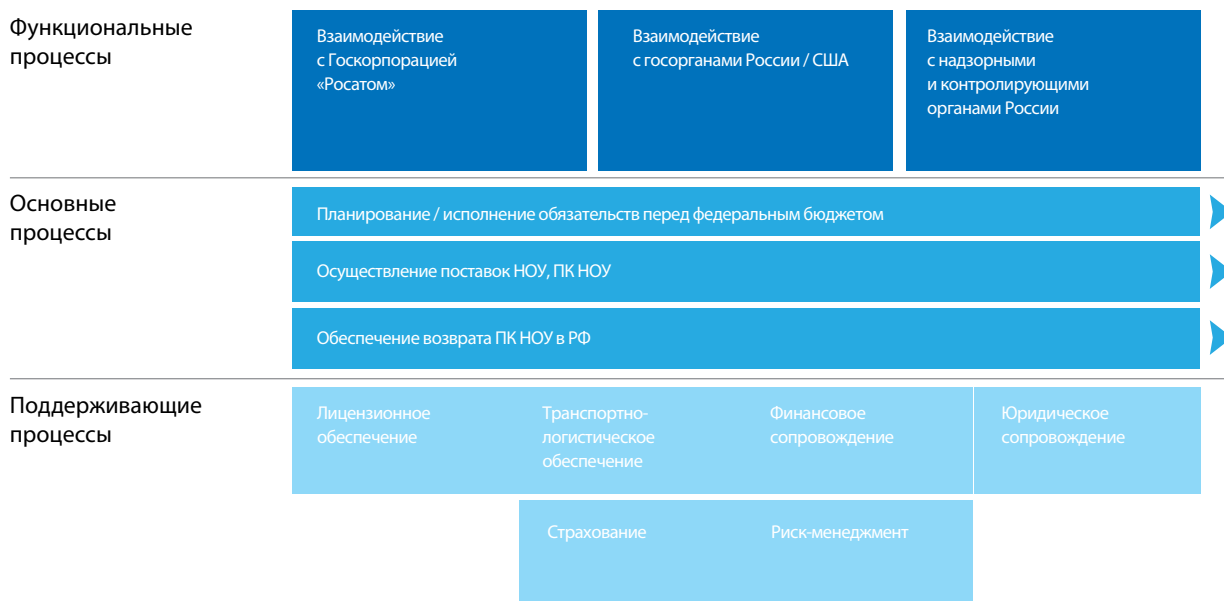 Функциональные
процессы
Взаимодействие
с Госкорпорацией
«Росатом»
Взаимодействие
с госорганами России / США
Взаимодействие
с надзорными
и контролирующими
органами России
Основные
процессы
Планирование / исполнение обязательств перед федеральным бюджетом
Осуществление поставок НОУ, ПК НОУ
Обеспечение возврата ПК НОУ в РФ
Поддерживающие
процессы
Лицензионное
обеспечение
Транспортно-
логистическое
обеспечение
Финансовое
сопровождение
Юридическое
сопровождение
Страхование
Риск-менеджмент